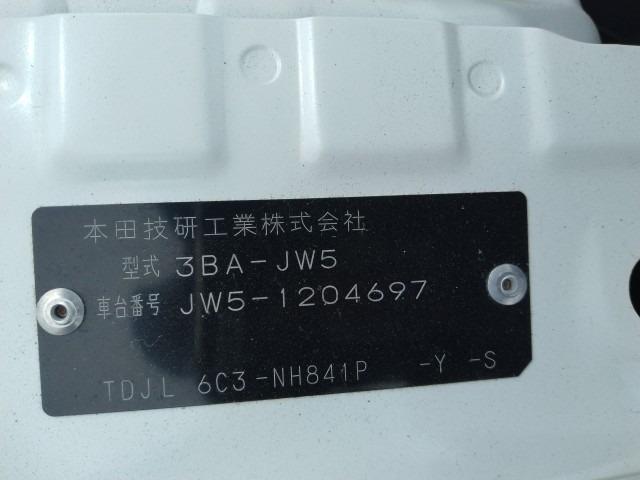 本田技研工業株式会社
型式 3BA-JW5
車台番号 JW5-1204697
TDJL 6C3-NH841P -Y -S